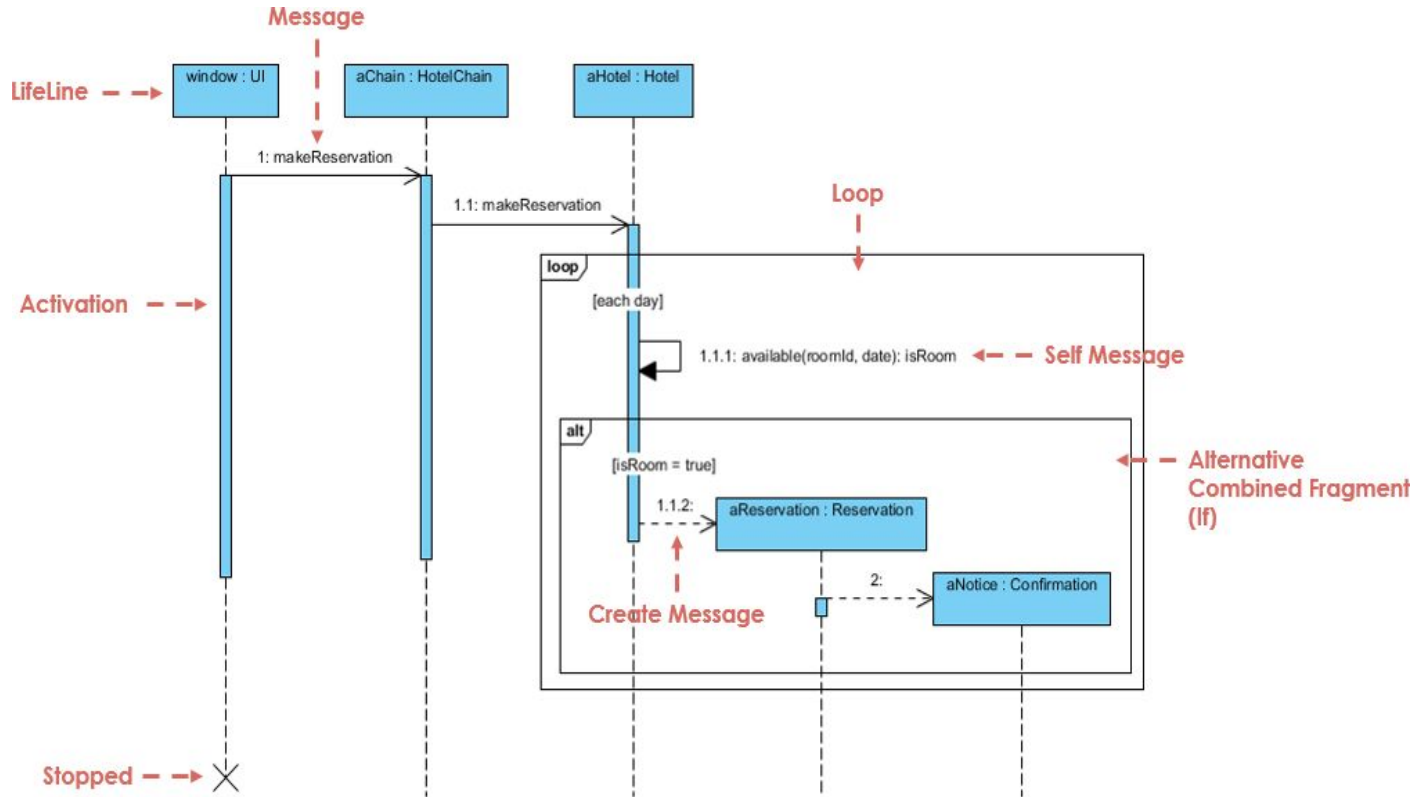 Message
window : UI
aChain : HotelChain
aHotel : Hotel
LifeLine
1: makeReservation
1.1: makeReservation
Loop
loop
[each day]
Activation
1.1.1: available(roomId, date): isRoom
Self Message
alt
[isRoom = true]
Alternative
Combined Fragment
(If)
1.1.2:
aReservation : Reservation
2:
aNotice : Confirmation
Create Message
Stopped